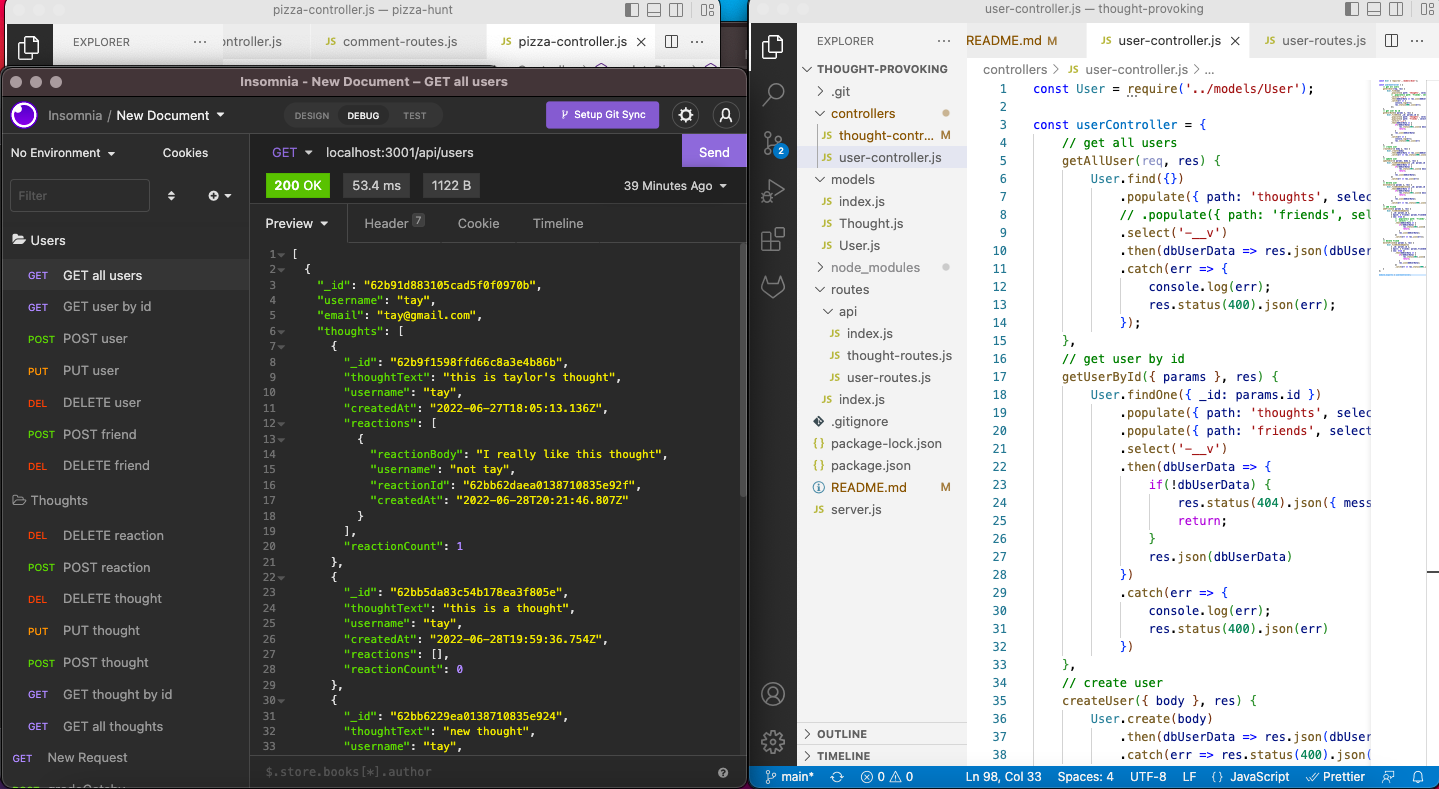 pizza-controller.js — pizza-hunt
EXPLORER
ontroller.js
JS comment-routes.js
JS pizza-controller.js
Insomnia - New Document – GET all users
Insomnia / New Document
DESIGN
DEBUG
TEST
Setup Git Sync
No Environment
Cookies
GET
localhost:3001/api/users
Send
Filter
200 OK
53.4 ms
1122 B
39 Minutes Ago
Preview
Header 7
Cookie
Timeline
Users
GET GET all users
GET GET user by id
POST POST user
PUT PUT user
DEL DELETE user
POST POST friend
DEL DELETE friend
Thoughts
DEL DELETE reaction
POST POST reaction
DEL DELETE thought
PUT PUT thought
POST POST thought
GET GET thought by id
GET GET all thoughts
GET New Request
1 [
2 {
3 "_id": "62b91d883105cad5f0f0970b",
4 "username": "tay",
5 "email": "tay@gmail.com",
6 "thoughts": [
7 {
8 "_id": "62b9f1598ffd66c8a3e4b86b",
9 "thoughtText": "this is taylor's thought",
10 "username": "tay",
11 "createdAt": "2022-06-27T18:05:13.136Z",
12 "reactions": [
13 {
14 "reactionBody": "I really like this thought",
15 "username": "not tay",
16 "reactionId": "62bb62daea0138710835e92f",
17 "createdAt": "2022-06-28T20:21:46.807Z"
18 }
19 ],
20 "reactionCount": 1
21 },
22 {
23 "_id": "62bb5da83c54b178ea3f805e",
24 "thoughtText": "this is a thought",
25 "username": "tay",
26 "createdAt": "2022-06-28T19:59:36.754Z",
27 "reactions": [],
28 "reactionCount": 0
29 },
30 {
31 "_id": "62bb6229ea0138710835e924",
32 "thoughtText": "new thought",
33 "username": "tay",
$.store.books[*].author
user-controller.js — thought-provoking
EXPLORER
README.md M
JS user-controller.js
JS user-routes.js
THOUGHT-PROVOKING
.git
controllers
JS thought-contr... M
JS user-controller.js
models
JS index.js
JS Thought.js
JS User.js
node_modules
routes
api
JS index.js
JS thought-routes.js
JS user-routes.js
JS index.js
.gitignore
{} package-lock.json
{} package.json
README.md M
JS server.js
OUTLINE
TIMELINE
2
controllers > JS user-controller.js > ...
1 const User = require('../models/User');
2
3 const userController = {
4 // get all users
5 getAllUser(req, res) {
6 User.find({})
7 .populate({ path: 'thoughts', selec
8 // .populate({ path: 'friends', sel
9 .select('-__v')
10 .then(dbUserData => res.json(dbUser
11 .catch(err => {
12 console.log(err);
13 res.status(400).json(err);
14 });
15 },
16 // get user by id
17 getUserById({ params }, res) {
18 User.findOne({ _id: params.id })
19 .populate({ path: 'thoughts', selec
20 .populate({ path: 'friends', select
21 .select('-__v')
22 .then(dbUserData => {
23 if(!dbUserData) {
24 res.status(404).json({ mess
25 return;
26 }
27 res.json(dbUserData)
28 })
29 .catch(err => {
30 console.log(err);
31 res.status(400).json(err)
32 })
33 },
34 // create user
35 createUser({ body }, res) {
36 User.create(body)
37 .then(dbUserData => res.json(dbUser
38 .catch(err => res.status(400).json(
main*
0 0
Ln 98, Col 33
Spaces: 4
UTF-8
LF
{} JavaScript
Prettier